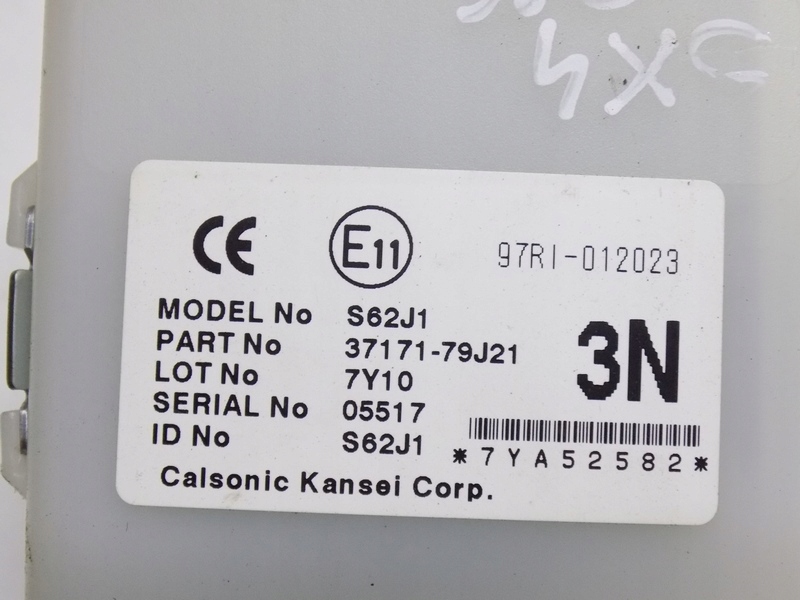 CE E11 97RI-012023
MODEL No S62J1
PART No 37171-79J21
LOT No 7Y10
SERIAL No 05517
ID No S62J1
3N
*7YA52582*
Calsonic Kansei Corp.